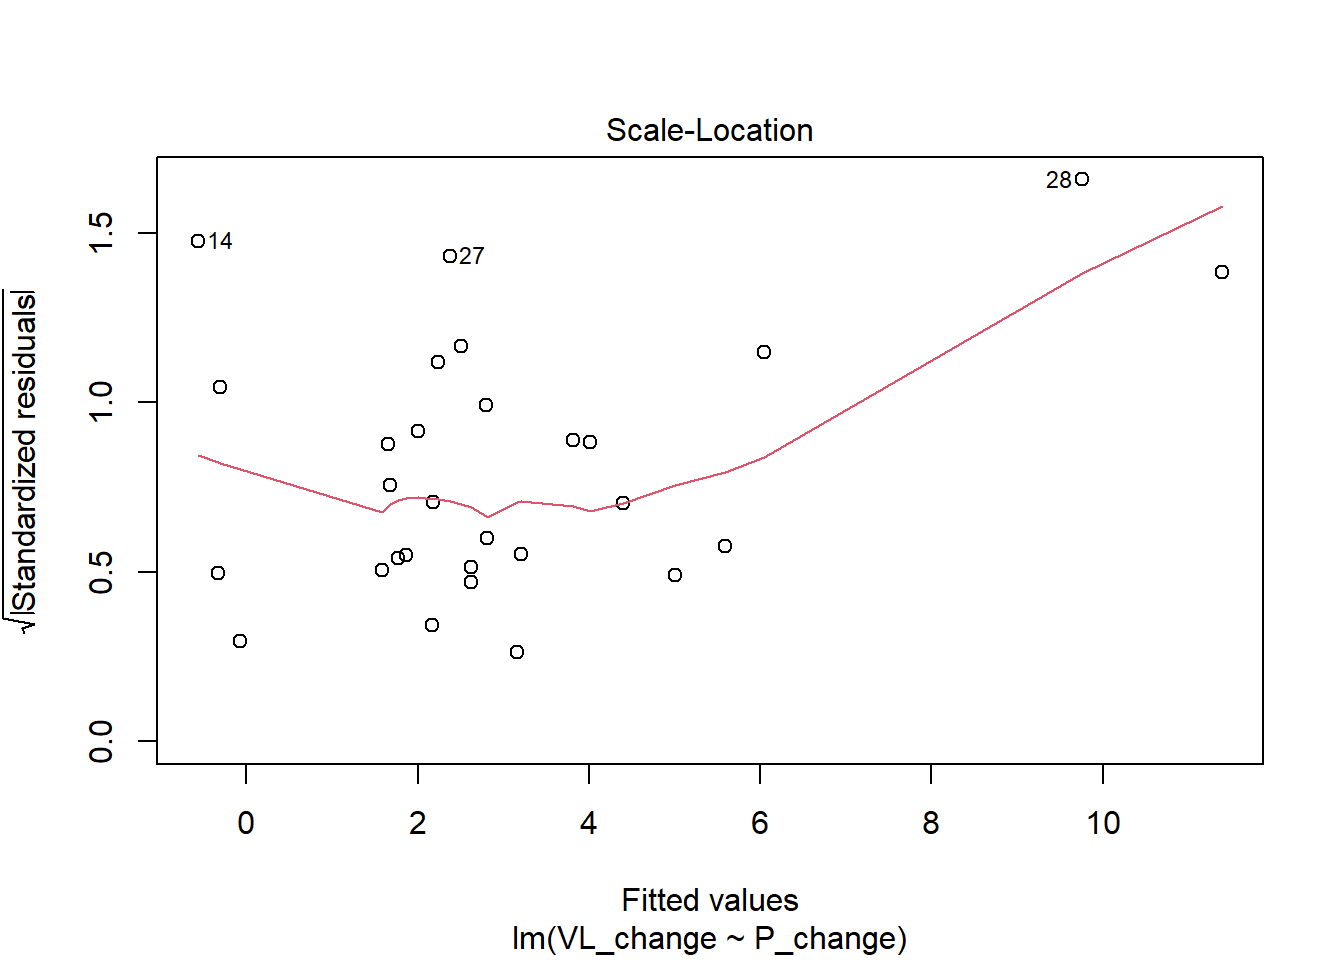 Scale-Location
28
14
27
1.5
1.0
0.5
0.0
√|Standardized residuals|
0 2 4 6 8 10
Fitted values
lm(VL_change ~ P_change)